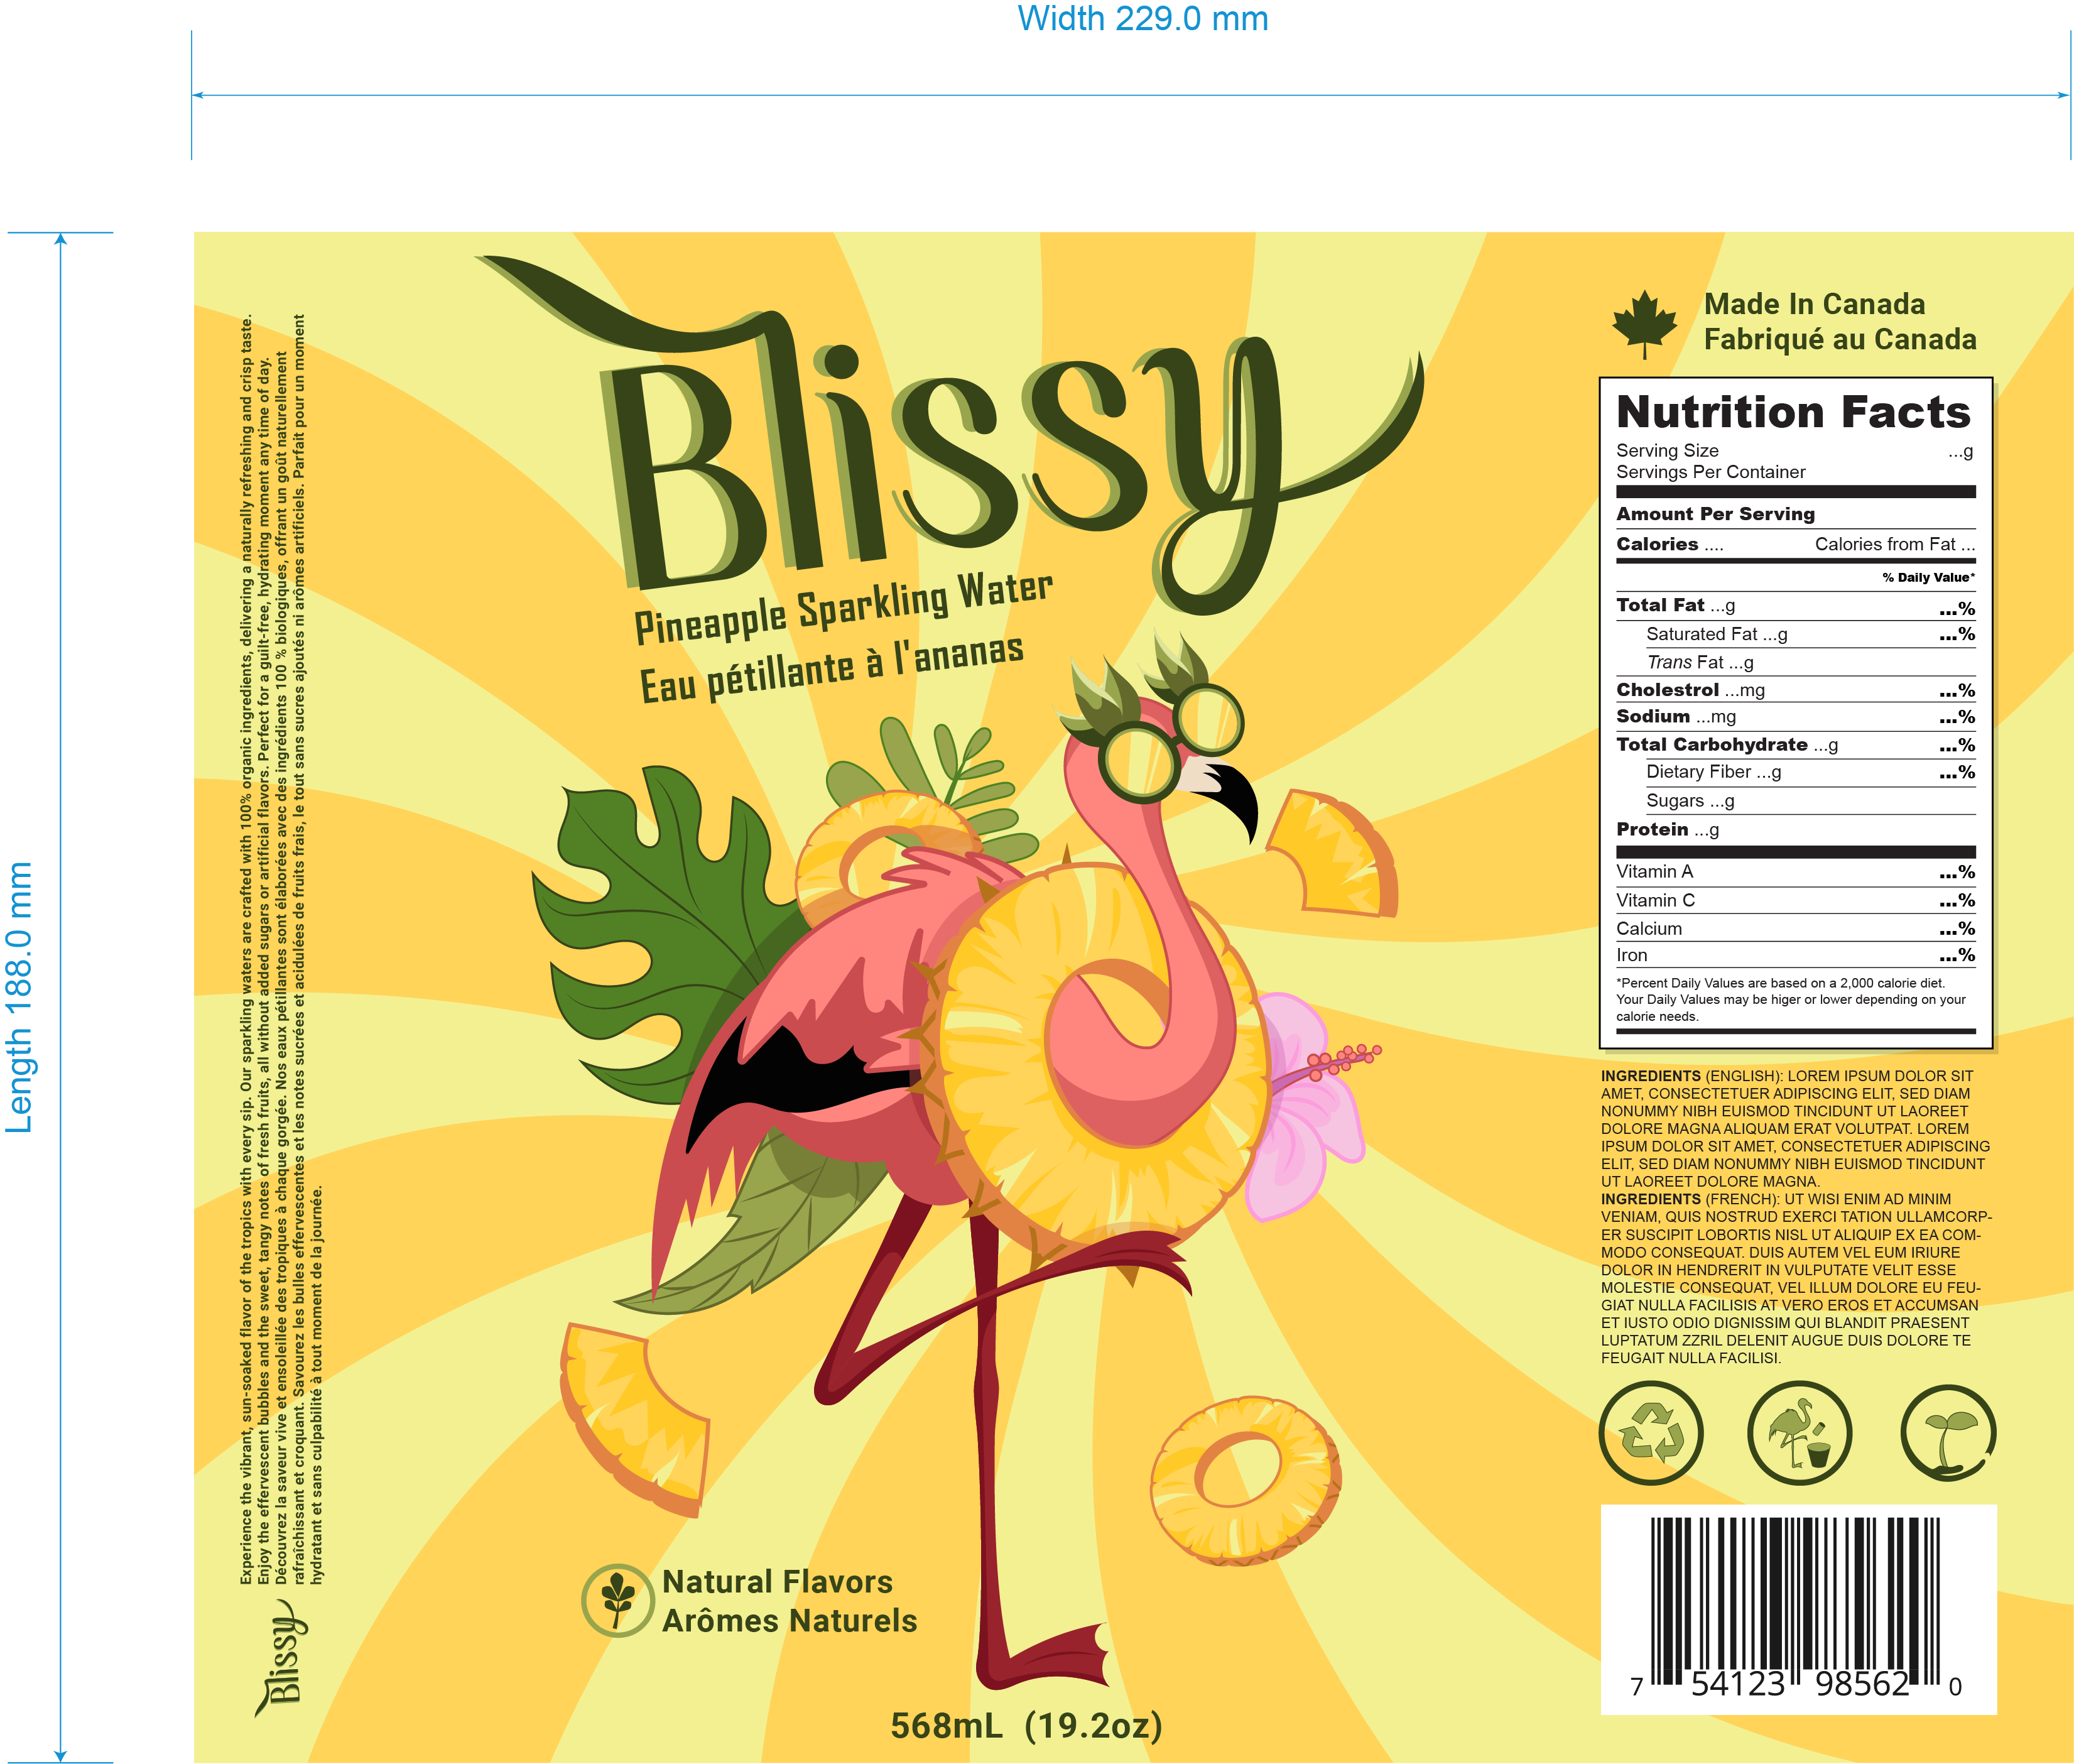 Width 229.0 mm
Length 188.0 mm
Experience the vibrant, sun-soaked flavor of the tropics with every sip. Our sparkling waters are crafted with 100% organic ingredients, delivering a naturally refreshing and crisp taste.
Enjoy the effervescent bubbles and the sweet, tangy notes of fresh fruits, all without added sugars or artificial flavors. Perfect for a guilt-free, hydrating moment any time of day.
Découvrez la saveur vive et ensoleillée des tropiques à chaque gorgée. Nos eaux pétillantes sont élaborées avec des ingrédients 100 % biologiques, offrant un goût naturellement
rafraîchissant et croquant. Savourez les bulles effervescentes et les notes sucrées et acidulées de fruits frais, le tout sans sucres ajoutés ni arômes artificiels. Parfait pour un moment
hydratant et sans culpabilité à tout moment de la journée.
Blissy
Blissy
Pineapple Sparkling Water
Eau pétillante à l'ananas
Natural Flavors
Arômes Naturels
568mL (19.2oz)
Made In Canada
Fabriqué au Canada
Nutrition Facts
Serving Size ...g
Servings Per Container
Amount Per Serving
Calories .... Calories from Fat ...
% Daily Value*
Total Fat ...g ...%
Saturated Fat ...g ...%
Trans Fat ...g
Cholestrol ...mg ...%
Sodium ...mg ...%
Total Carbohydrate ...g ...%
Dietary Fiber ...g ...%
Sugars ...g
Protein ...g
Vitamin A ...%
Vitamin C ...%
Calcium ...%
Iron ...%
*Percent Daily Values are based on a 2,000 calorie diet.
Your Daily Values may be higer or lower depending on your
calorie needs.
INGREDIENTS (ENGLISH): LOREM IPSUM DOLOR SIT
AMET, CONSECTETUER ADIPISCING ELIT, SED DIAM
NONUMMY NIBH EUISMOD TINCIDUNT UT LAOREET
DOLORE MAGNA ALIQUAM ERAT VOLUTPAT. LOREM
IPSUM DOLOR SIT AMET, CONSECTETUER ADIPISCING
ELIT, SED DIAM NONUMMY NIBH EUISMOD TINCIDUNT
UT LAOREET DOLORE MAGNA.
INGREDIENTS (FRENCH): UT WISI ENIM AD MINIM
VENIAM, QUIS NOSTRUD EXERCI TATION ULLAMCORP-
ER SUSCIPIT LOBORTIS NISL UT ALIQUIP EX EA COM-
MODO CONSEQUAT. DUIS AUTEM VEL EUM IRIURE
DOLOR IN HENDRERIT IN VULPUTATE VELIT ESSE
MOLESTIE CONSEQUAT, VEL ILLUM DOLORE EU FEU-
GIAT NULLA FACILISIS AT VERO EROS ET ACCUMSAN
ET IUSTO ODIO DIGNISSIM QUI BLANDIT PRAESENT
LUPTATUM ZZRIL DELENIT AUGUE DUIS DOLORE TE
FEUGAIT NULLA FACILISI.
7 54123 98562 0